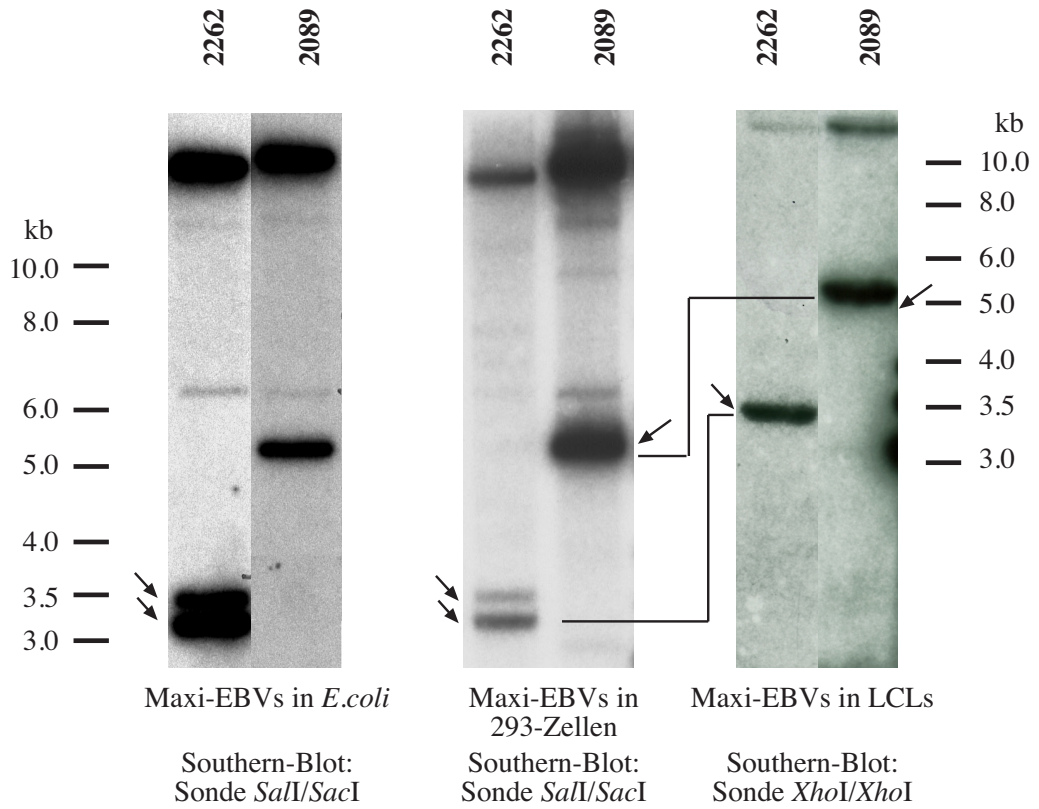 2262 2089 2262 2089 2262 2089
kb
10.0
8.0
6.0
5.0
4.0
3.5
3.0
kb
10.0
8.0
6.0
5.0
4.0
3.5
3.0
Maxi-EBVs in E.coli
Southern-Blot:
Sonde SalI/SacI
Maxi-EBVs in
293-Zellen
Southern-Blot:
Sonde SalI/SacI
Maxi-EBVs in LCLs
Southern-Blot:
Sonde XhoI/XhoI